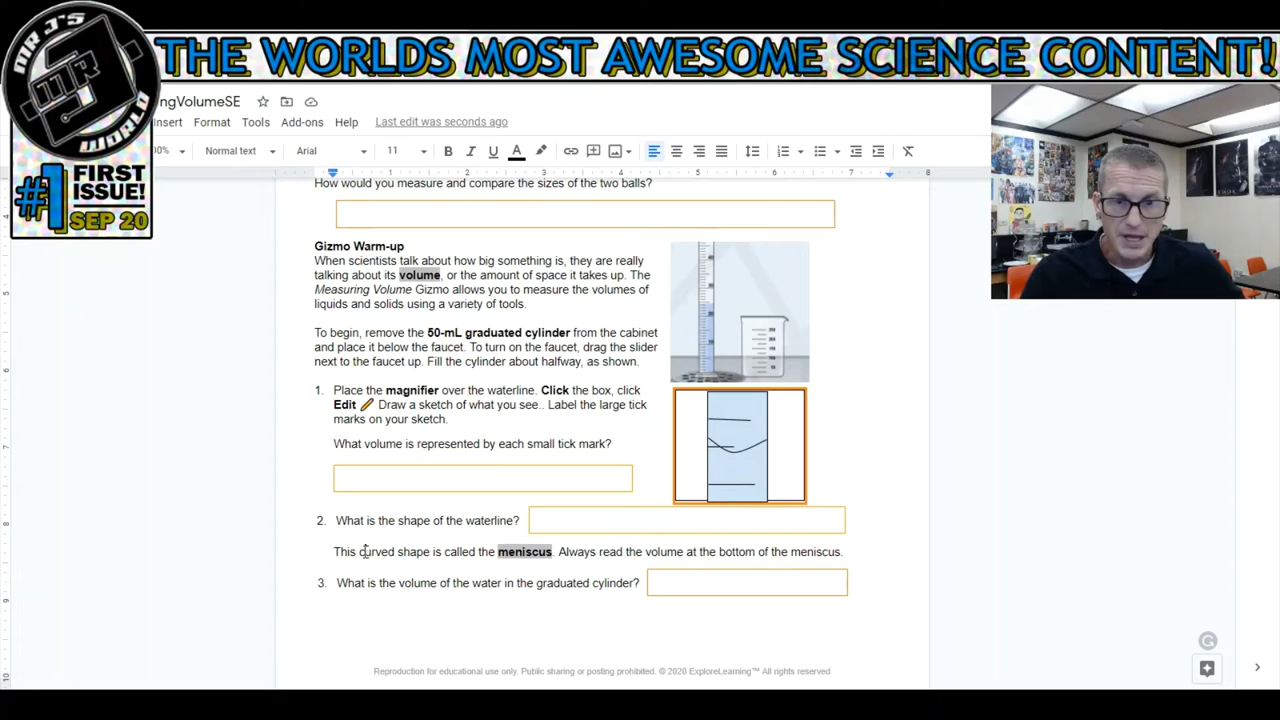 THE WORLDS MOST AWESOME SCIENCE CONTENT!
MR J'S
MR
WORLD
#1 FIRST ISSUE!
SEP 20
ngVolumeSE
Insert Format Tools Add-ons Help Last edit was seconds ago
00% Normal text Arial 11
How would you measure and compare the sizes of the two balls?
Gizmo Warm-up
When scientists talk about how big something is, they are really
talking about its volume, or the amount of space it takes up. The
Measuring Volume Gizmo allows you to measure the volumes of
liquids and solids using a variety of tools.
To begin, remove the 50-mL graduated cylinder from the cabinet
and place it below the faucet. To turn on the faucet, drag the slider
next to the faucet up. Fill the cylinder about halfway, as shown.
1. Place the magnifier over the waterline. Click the box, click
Edit Draw a sketch of what you see.. Label the large tick
marks on your sketch.
What volume is represented by each small tick mark?
2. What is the shape of the waterline?
This curved shape is called the meniscus. Always read the volume at the bottom of the meniscus.
3. What is the volume of the water in the graduated cylinder?
Reproduction for educational use only. Public sharing or posting prohibited. © 2020 ExploreLearning™ All rights reserved